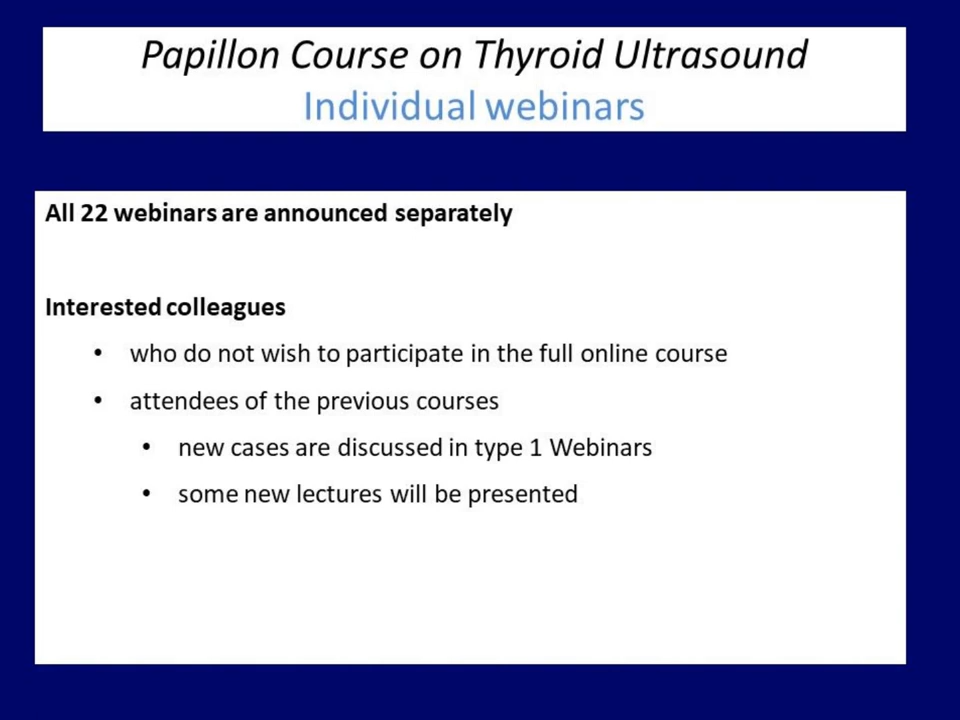 Papillon Course on Thyroid Ultrasound
Individual webinars
All 22 webinars are announced separately
Interested colleagues
• who do not wish to participate in the full online course
• attendees of the previous courses
• new cases are discussed in type 1 Webinars
• some new lectures will be presented